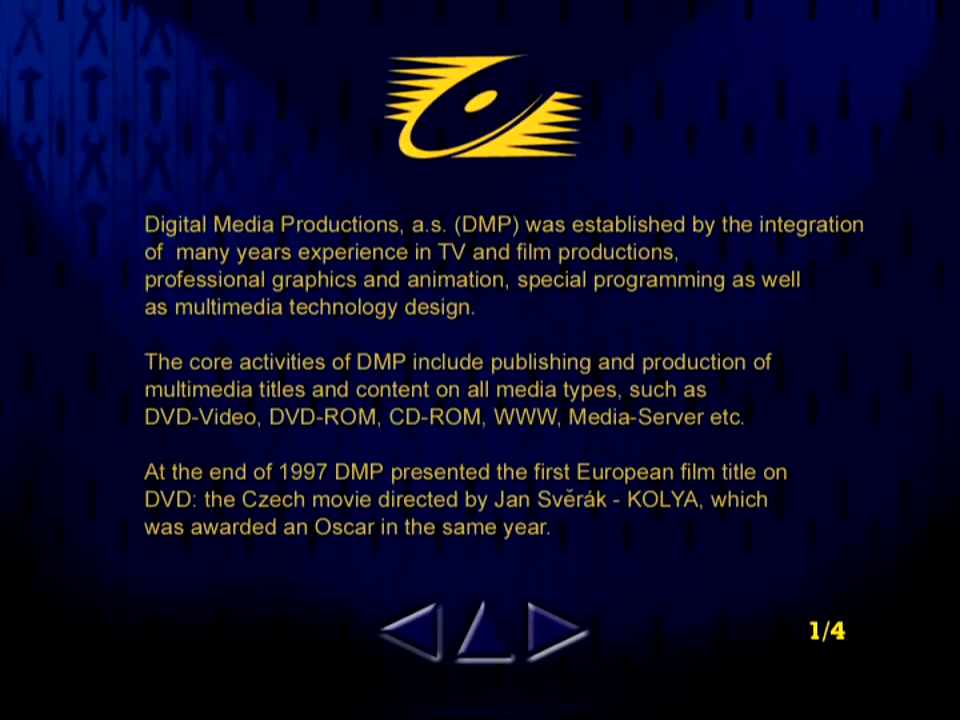 Digital Media Productions, a.s. (DMP) was established by the integration
of many years experience in TV and film productions,
professional graphics and animation, special programming as well
as multimedia technology design.
The core activities of DMP include publishing and production of
multimedia titles and content on all media types, such as
DVD-Video, DVD-ROM, CD-ROM, WWW, Media-Server etc.
At the end of 1997 DMP presented the first European film title on
DVD: the Czech movie directed by Jan Svĕrák - KOLYA, which
was awarded an Oscar in the same year.
1/4